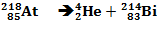 ²¹⁸₈₅At ➔ ⁴₂He + ²¹⁴₈₃Bi